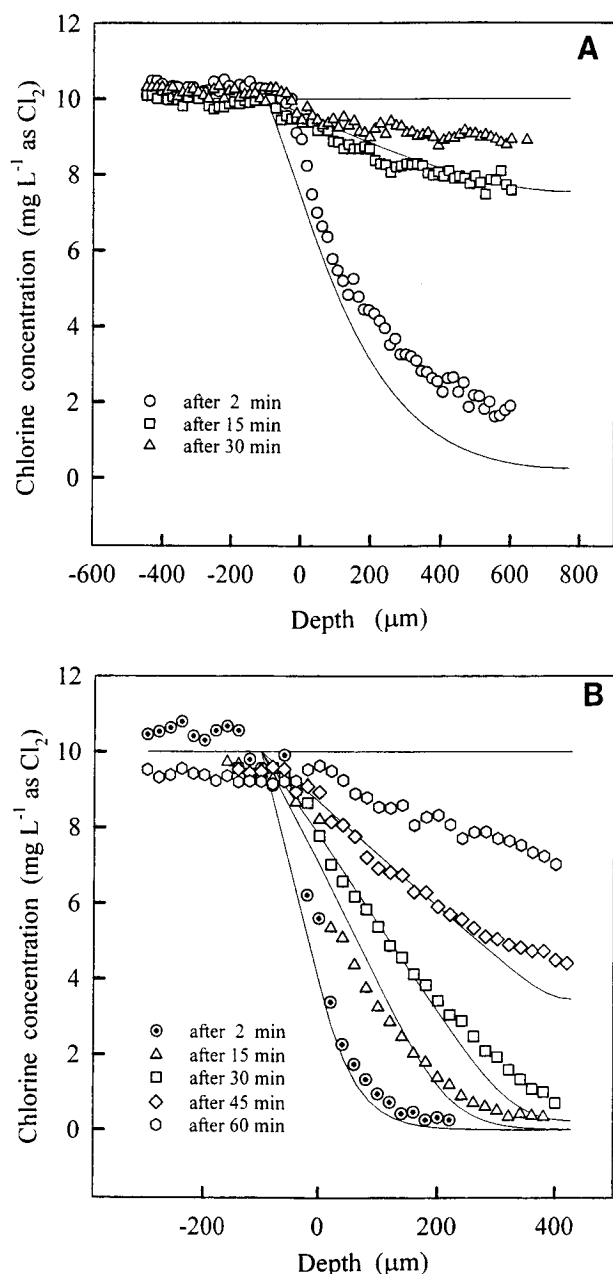 A
Chlorine concentration (mg L⁻¹ as Cl₂)
12
10
8
6
4
2
0
after 2 min
after 15 min
after 30 min
-600 -400 -200 0 200 400 600 800
Depth (μm)
B
Chlorine concentration (mg L⁻¹ as Cl₂)
12
10
8
6
4
2
0
after 2 min
after 15 min
after 30 min
after 45 min
after 60 min
-200 0 200 400
Depth (μm)